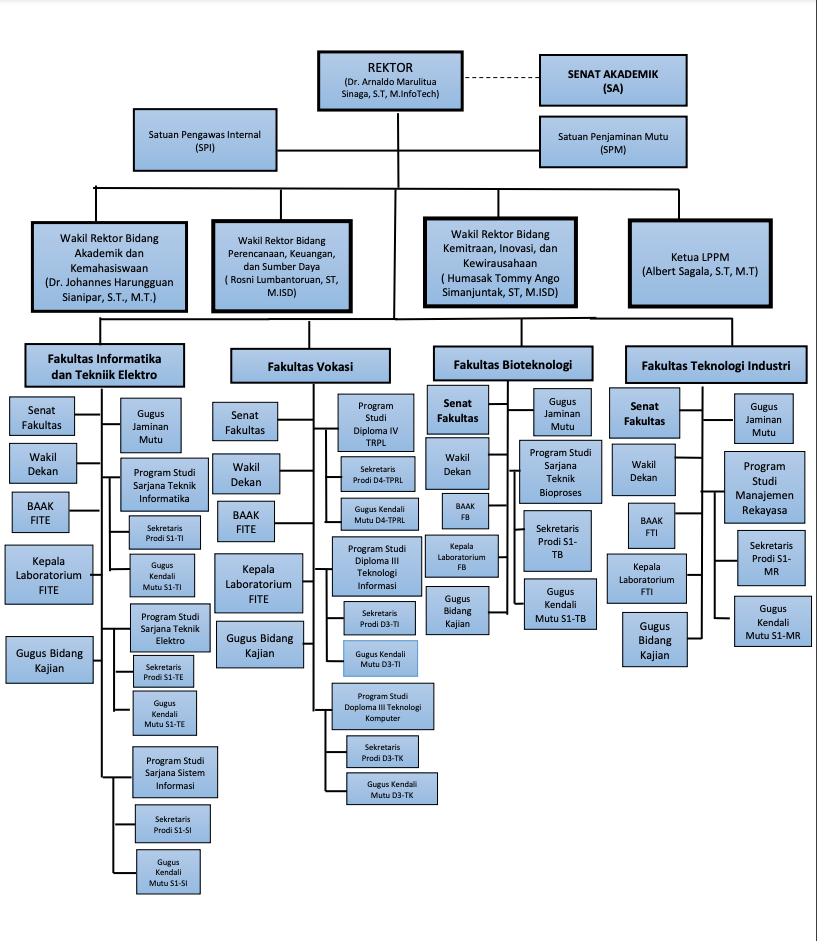 REKTOR
(Dr. Arnaldo Marulitua
Sinaga, S.T, M.InfoTech)
SENAT AKADEMIK
(SA)
Satuan Pengawas Internal
(SPI)
Satuan Penjaminan Mutu
(SPM)
Wakil Rektor Bidang
Akademik dan
Kemahasiswaan
(Dr. Johannes Harungguan
Sianipar, S.T., M.T.)
Wakil Rektor Bidang
Perencanaan, Keuangan,
dan Sumber Daya
( Rosni Lumbantoruan, ST,
M.ISD)
Wakil Rektor Bidang
Kemitraan, Inovasi, dan
Kewirausahaan
( Humasak Tommy Ango
Simanjuntak, ST, M.ISD)
Ketua LPPM
(Albert Sagala, S.T, M.T)
Fakultas Informatika
dan Tekniik Elektro
Senat
Fakultas
Gugus
Jaminan
Mutu
Wakil
Dekan
Program Studi
Sarjana Teknik
Informatika
BAAK
FITE
Sekretaris
Prodi S1-TI
Kepala
Laboratorium
FITE
Gugus
Kendali
Mutu S1-TI
Program Studi
Sarjana Teknik
Elektro
Gugus Bidang
Kajian
Sekretaris
Prodi S1-TE
Gugus
Kendali
Mutu S1-TE
Program Studi
Sarjana Sistem
Informasi
Sekretaris
Prodi S1-SI
Gugus
Kendali
Mutu S1-SI
Fakultas Vokasi
Senat
Fakultas
Program
Studi
Diploma IV
TRPL
Wakil
Dekan
Sekretaris
Prodi D4-TPRL
BAAK
FITE
Gugus Kendali
Mutu D4-TPRL
Kepala
Laboratorium
FITE
Program Studi
Diploma III
Teknologi
Informasi
Gugus Bidang
Kajian
Sekretaris
Prodi D3-TI
Gugus Kendali
Mutu D3-TI
Program Studi
Doploma III Teknologi
Komputer
Sekretaris
Prodi D3-TK
Gugus Kendali
Mutu D3-TK
Fakultas Bioteknologi
Senat
Fakultas
Gugus
Jaminan
Mutu
Wakil
Dekan
Program Studi
Sarjana
Teknik
Bioproses
BAAK
FB
Sekretaris
Prodi S1-
TB
Kepala
Laboratorium
FB
Gugus
Bidang
Kajian
Gugus
Kendali
Mutu S1-TB
Fakultas Teknologi Industri
Senat
Fakultas
Gugus
Jaminan
Mutu
Wakil
Dekan
Program
Studi
Manajemen
Rekayasa
BAAK
FTI
Sekretaris
Prodi S1-
MR
Kepala
Laboratorium
FTI
Gugus
Bidang
Kajian
Gugus
Kendali
Mutu S1-MR